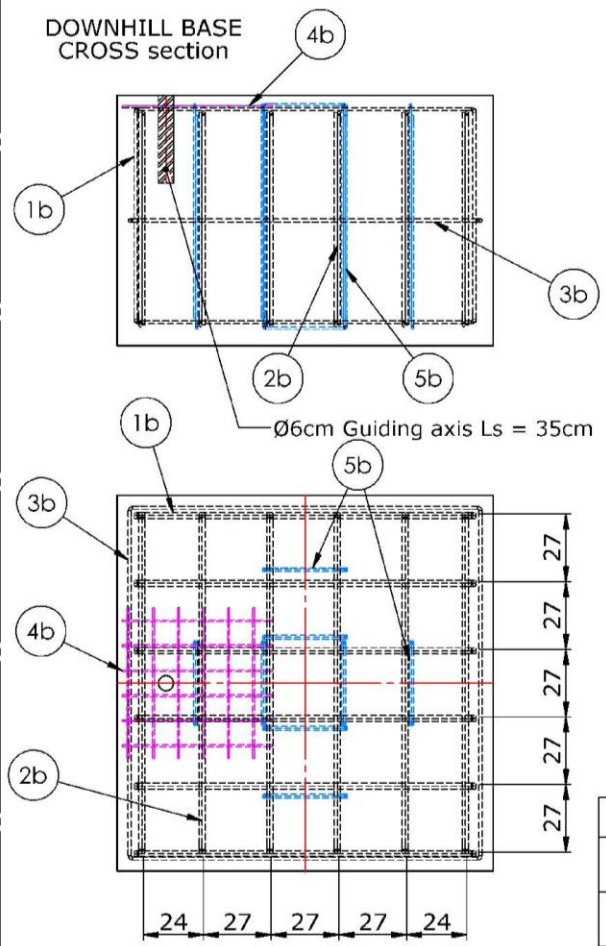 DOWNHILL BASE
CROSS section
4b
1b
3b
2b
5b
Ø6cm Guiding axis Ls = 35cm
1b
5b
3b
4b
2b
27
27
27
27
27
24
27
27
27
24